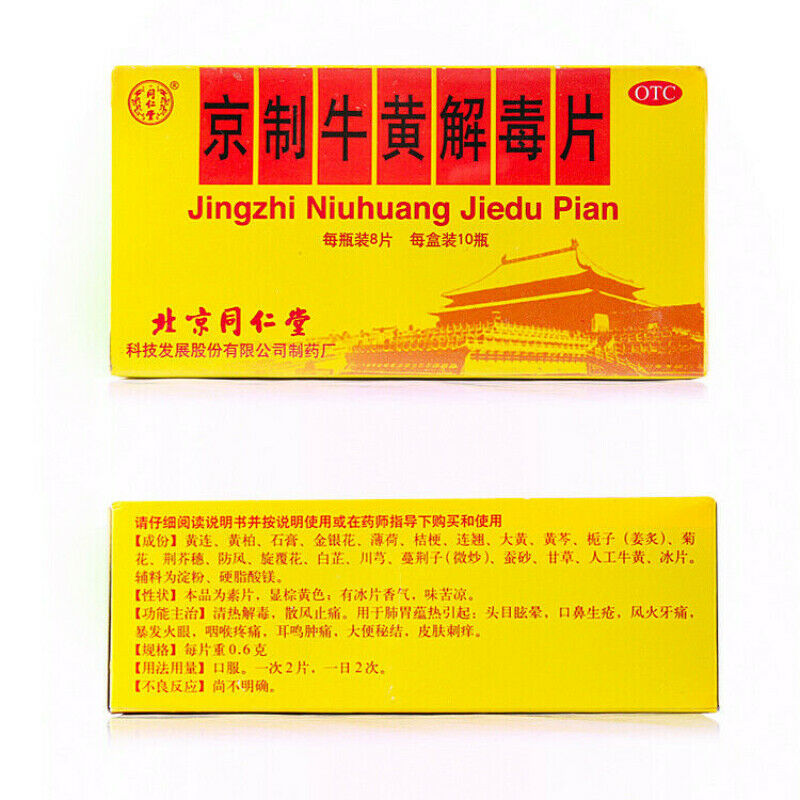 同仁堂
®
京制牛黄解毒片
OTC
Jingzhi Niuhuang Jiedu Pian
每瓶装8片 每盒装10瓶
北京同仁堂
科技发展股份有限公司制药厂
请仔细阅读说明书并按说明使用或在药师指导下购买和使用
【成份】黄连、黄柏、石膏、金银花、薄荷、桔梗、连翘、大黄、黄芩、栀子（姜炙）、菊
花、荆芥穗、防风、旋覆花、白芷、川芎、蔓荆子（微炒）、蚕砂、甘草、人工牛黄、冰片。
辅料为淀粉、硬脂酸镁。
【性状】本品为素片，显棕黄色；有冰片香气，味苦凉。
【功能主治】清热解毒，散风止痛。用于肺胃蕴热引起：头目眩晕，口鼻生疮，风火牙痛，
暴发火眼，咽喉疼痛，耳鸣肿痛，大便秘结，皮肤刺痒。
【规格】每片重0.6克
【用法用量】口服。一次2片，一日2次。
【不良反应】尚不明确。